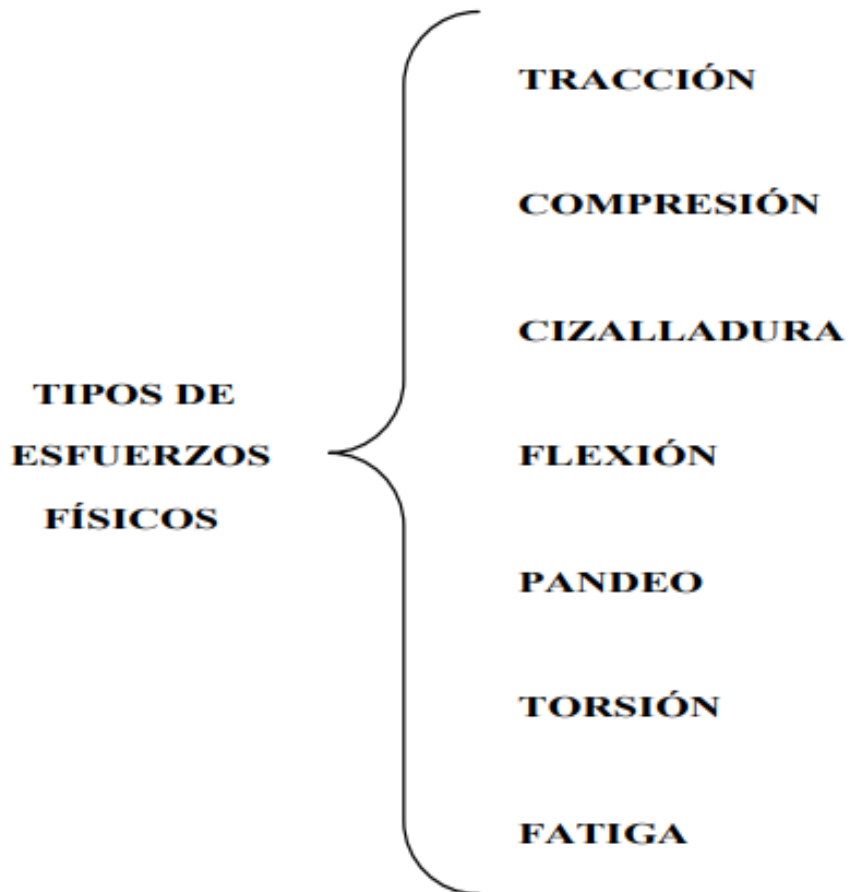 TIPOS DE
ESFUERZOS
FÍSICOS
TRACCIÓN
COMPRESIÓN
CIZALLADURA
FLEXIÓN
PANDEO
TORSIÓN
FATIGA